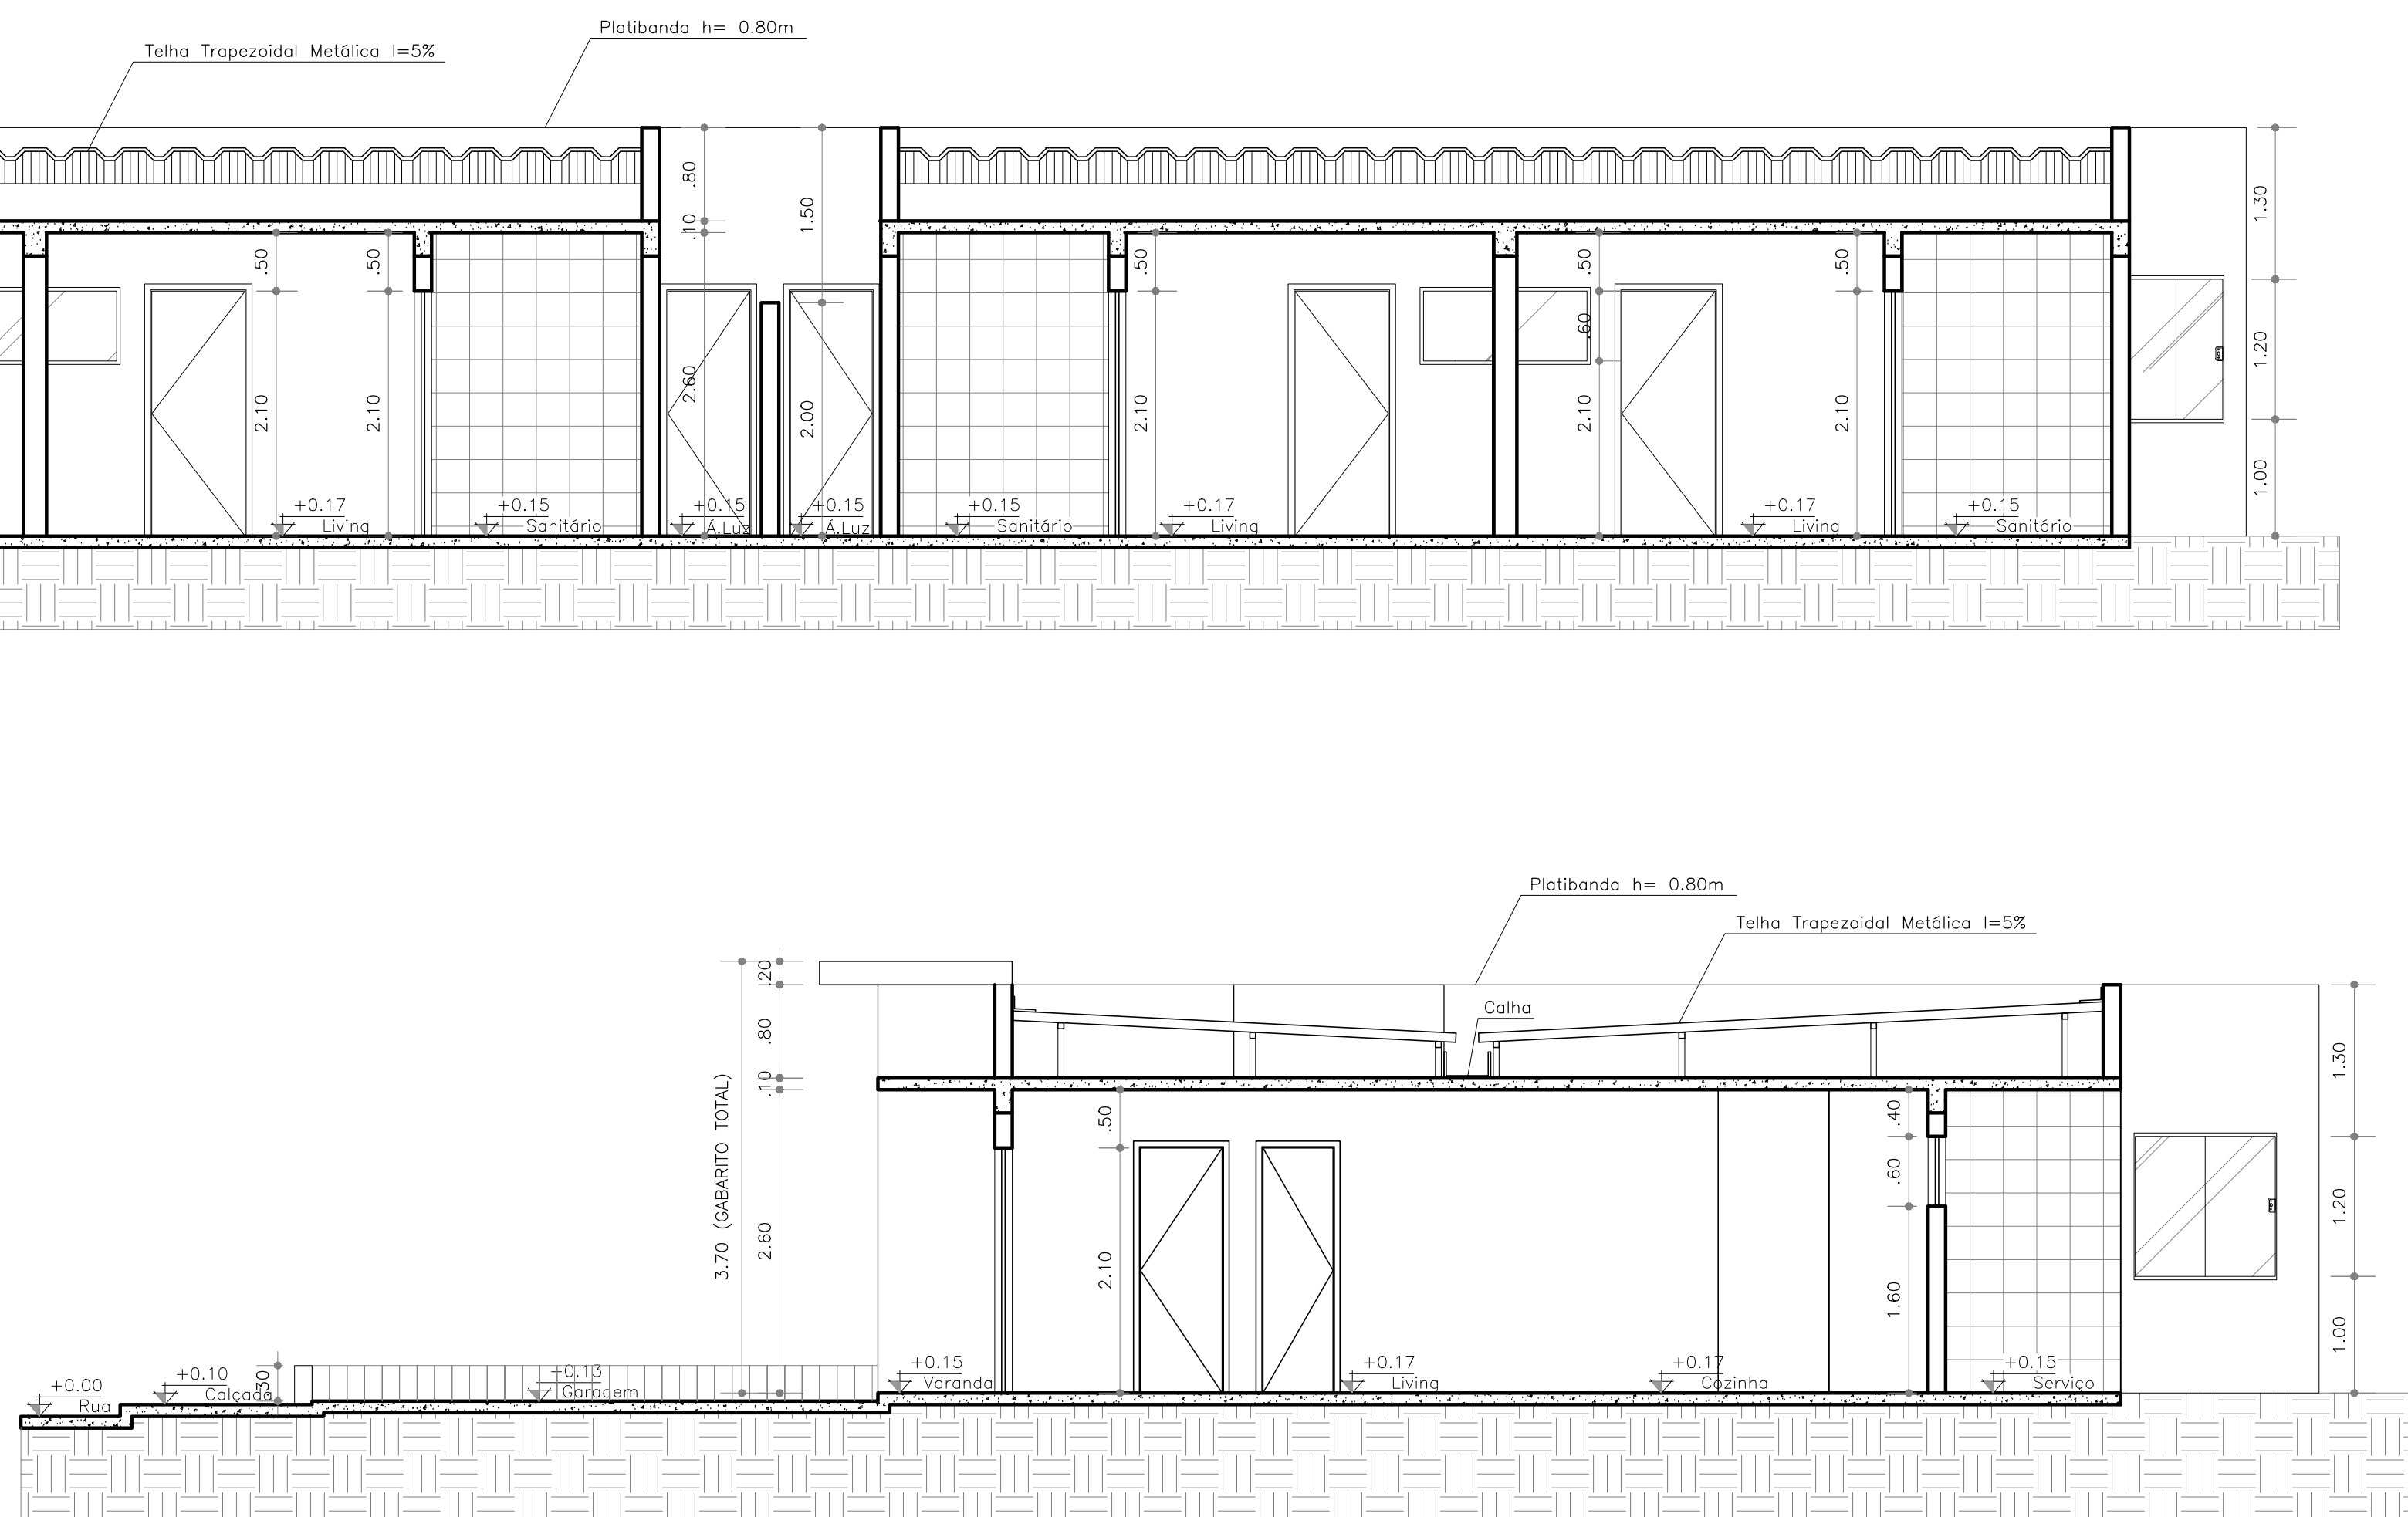 Platibanda h= 0.80m
Telha Trapezoidal Metálica I=5%
.80
.10
1.50
1.30
.50
.50
.50
.50
.50
.60
2.60
2.10
2.10
2.00
2.10
2.10
2.10
1.20
1.00
+0.17
Living
+0.15
Sanitário
+0.15
Á.Luz
+0.15
Á.Luz
+0.15
Sanitário
+0.17
Living
+0.17
Living
+0.15
Sanitário
Platibanda h= 0.80m
Telha Trapezoidal Metálica I=5%
Calha
.20
.80
.10
3.70 (GABARITO TOTAL)
2.60
.50
2.10
.40
.60
1.60
1.30
1.20
1.00
.30
+0.00
Rua
+0.10
Calçada
+0.13
Garagem
+0.15
Varanda
+0.17
Living
+0.17
Cozinha
+0.15
Serviço